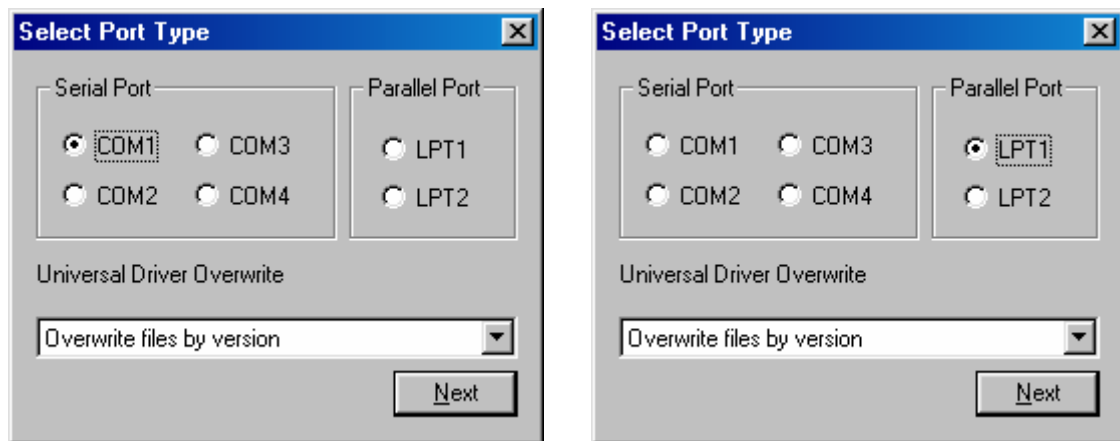 Select Port Type
Serial Port Parallel Port
COM1 COM3 LPT1
COM2 COM4 LPT2
Universal Driver Overwrite
Overwrite files by version
Next
Select Port Type
Serial Port Parallel Port
COM1 COM3 LPT1
COM2 COM4 LPT2
Universal Driver Overwrite
Overwrite files by version
Next